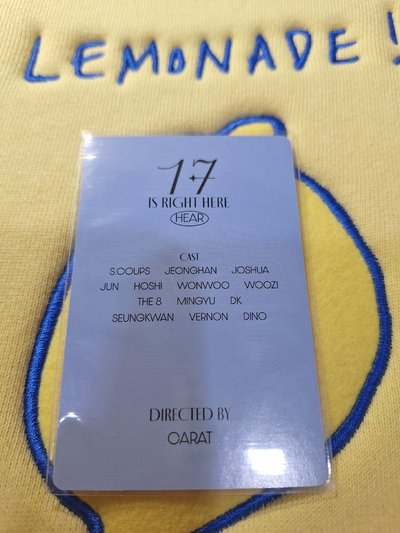 LEMONADE!
17
IS RIGHT HERE
HEAR
CAST
S.COUPS JEONGHAN JOSHUA
JUN HOSHI WONWOO WOOZI
THE 8 MINGYU DK
SEUNGKWAN VERNON DINO
DIRECTED BY
CARAT